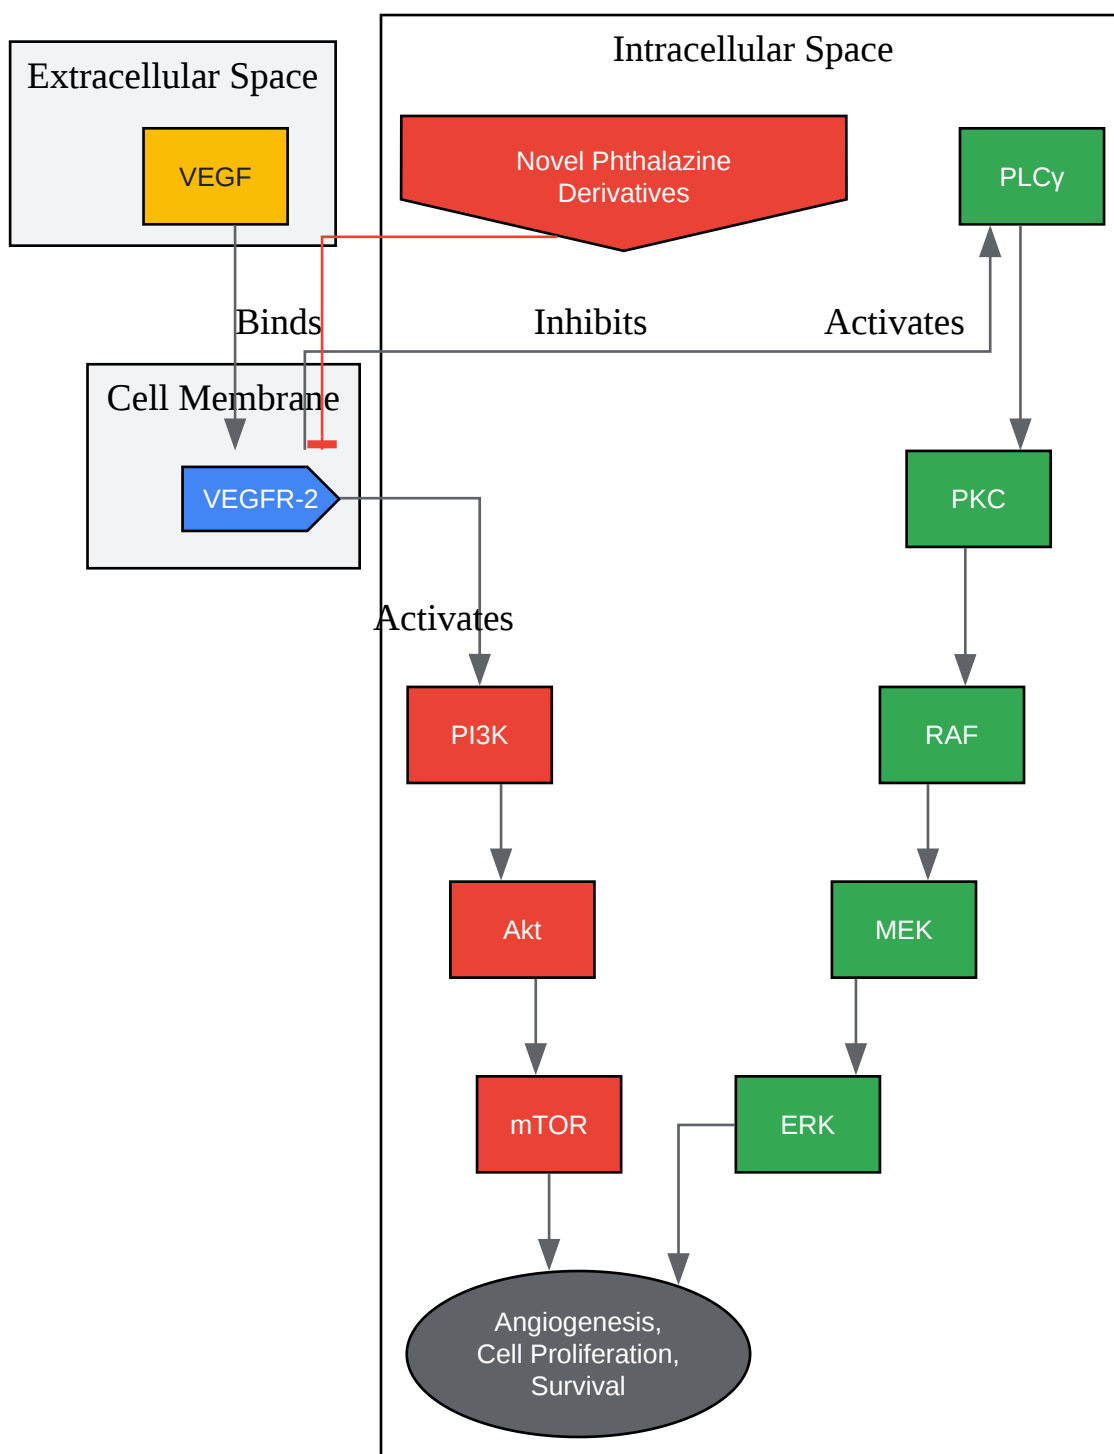 Intracellular Space
Extracellular Space
VEGF
Novel Phthalazine
Derivatives
PLCγ
Binds
Inhibits
Activates
Cell Membrane
VEGFR-2
PKC
Activates
PI3K
RAF
Akt
MEK
mTOR
ERK
Angiogenesis,
Cell Proliferation,
Survival